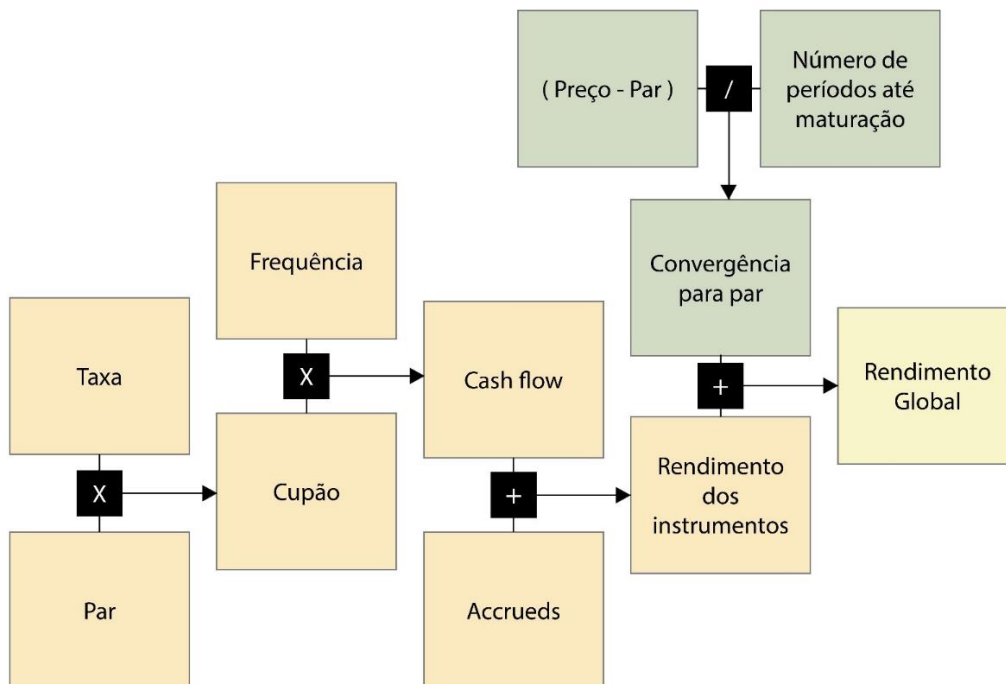 ( Preço - Par )
/
Número de
períodos até
maturação
Frequência
Convergência
para par
Taxa
X
Cash flow
+
Rendimento
Global
X
Cupão
+
Rendimento
dos
instrumentos
Par
Accrueds